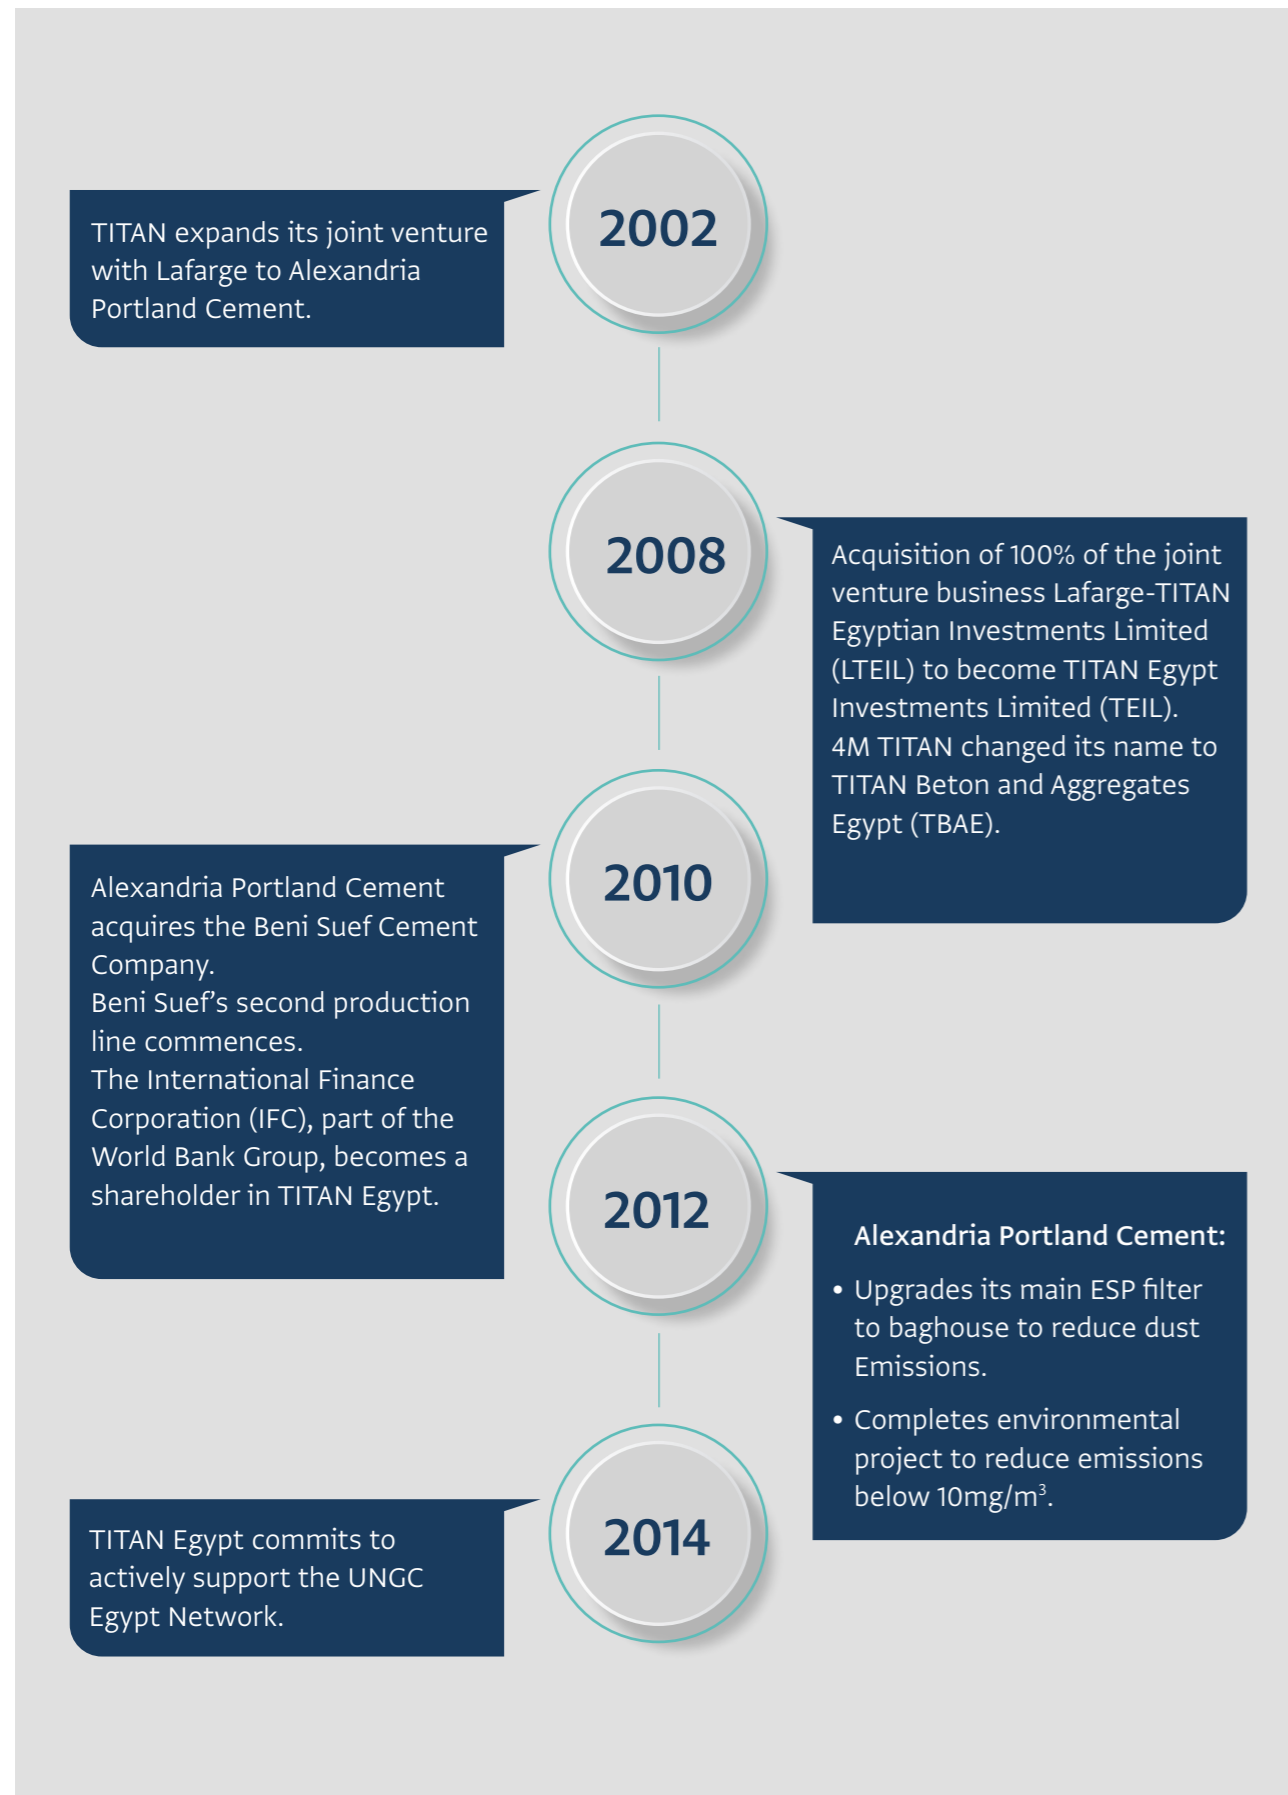 2002
TITAN expands its joint venture
with Lafarge to Alexandria
Portland Cement.
2008
Acquisition of 100% of the joint
venture business Lafarge-TITAN
Egyptian Investments Limited
(LTEIL) to become TITAN Egypt
Investments Limited (TEIL).
4M TITAN changed its name to
TITAN Beton and Aggregates
Egypt (TBAE).
2010
Alexandria Portland Cement
acquires the Beni Suef Cement
Company.
Beni Suef’s second production
line commences.
The International Finance
Corporation (IFC), part of the
World Bank Group, becomes a
shareholder in TITAN Egypt.
2012
Alexandria Portland Cement:
• Upgrades its main ESP filter
to baghouse to reduce dust
Emissions.
• Completes environmental
project to reduce emissions
below 10mg/m³.
2014
TITAN Egypt commits to
actively support the UNGC
Egypt Network.